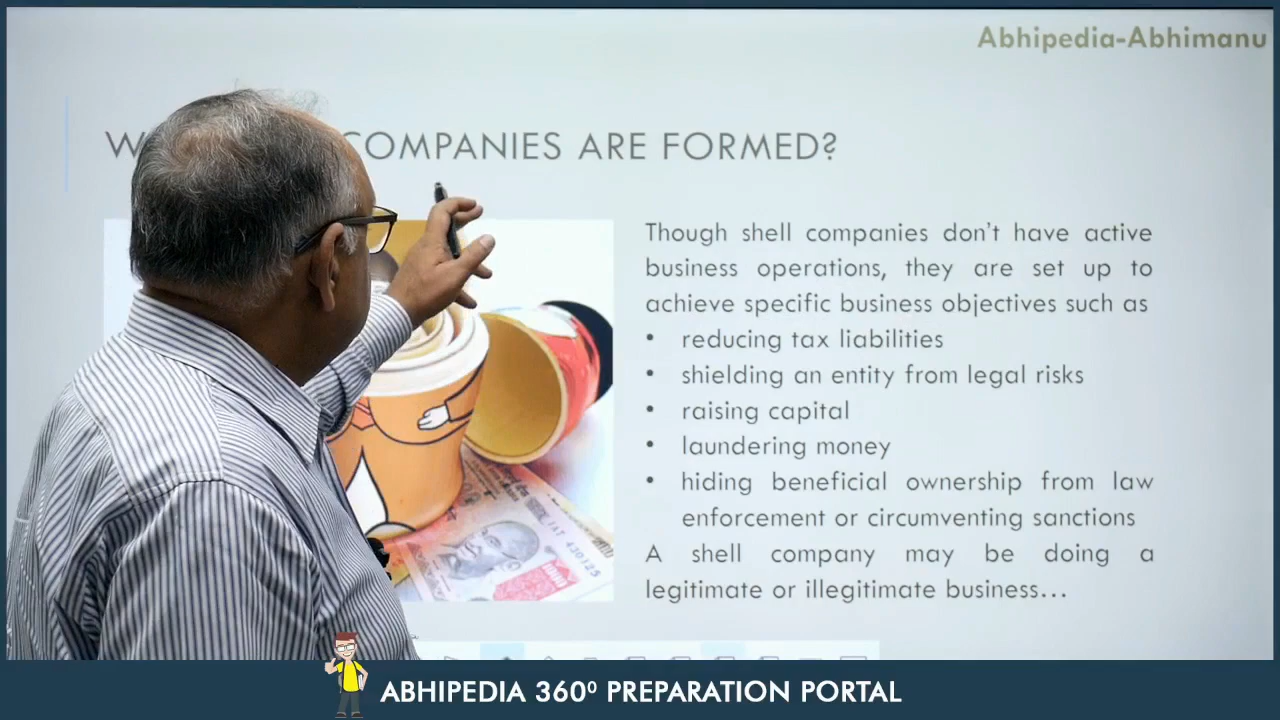 Abhipedia-Abhimanu
COMPANIES ARE FORMED?
Though shell companies don't have active
business operations, they are set up to
achieve specific business objectives such as
• reducing tax liabilities
• shielding an entity from legal risks
• raising capital
• laundering money
• hiding beneficial ownership from law
enforcement or circumventing sanctions
A shell company may be doing a
legitimate or illegitimate business...
1AT 430125
1000
ABHIPEDIA 360⁰ PREPARATION PORTAL